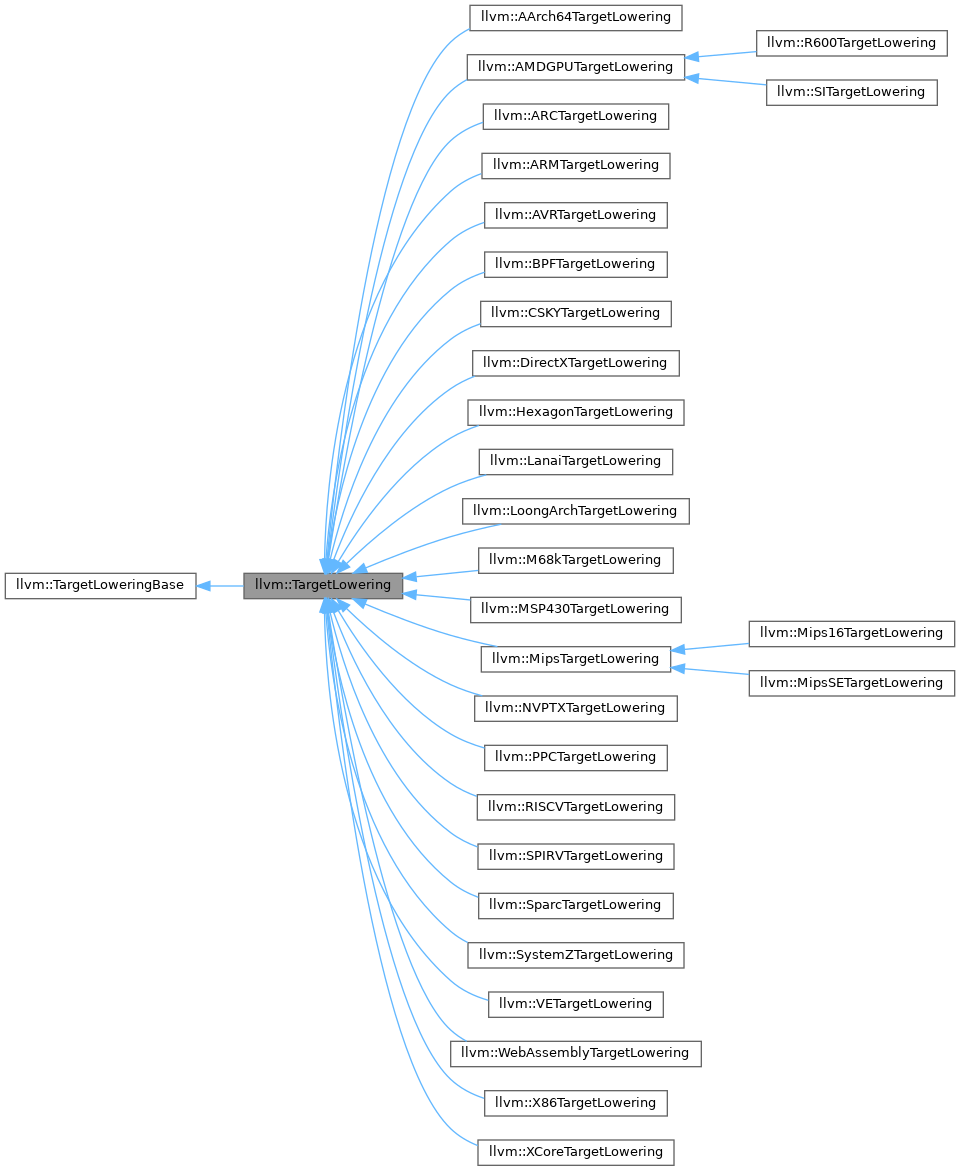 llvm::AArch64TargetLowering
llvm::AMDGPUTargetLowering
llvm::R600TargetLowering
llvm::SITargetLowering
llvm::ARCTargetLowering
llvm::ARMTargetLowering
llvm::AVRTargetLowering
llvm::BPFTargetLowering
llvm::CSKYTargetLowering
llvm::DirectXTargetLowering
llvm::HexagonTargetLowering
llvm::LanaiTargetLowering
llvm::LoongArchTargetLowering
llvm::M68kTargetLowering
llvm::TargetLoweringBase
llvm::TargetLowering
llvm::MSP430TargetLowering
llvm::MipsTargetLowering
llvm::Mips16TargetLowering
llvm::MipsSETargetLowering
llvm::NVPTXTargetLowering
llvm::PPCTargetLowering
llvm::RISCVTargetLowering
llvm::SPIRVTargetLowering
llvm::SparcTargetLowering
llvm::SystemZTargetLowering
llvm::VETargetLowering
llvm::WebAssemblyTargetLowering
llvm::X86TargetLowering
llvm::XCoreTargetLowering